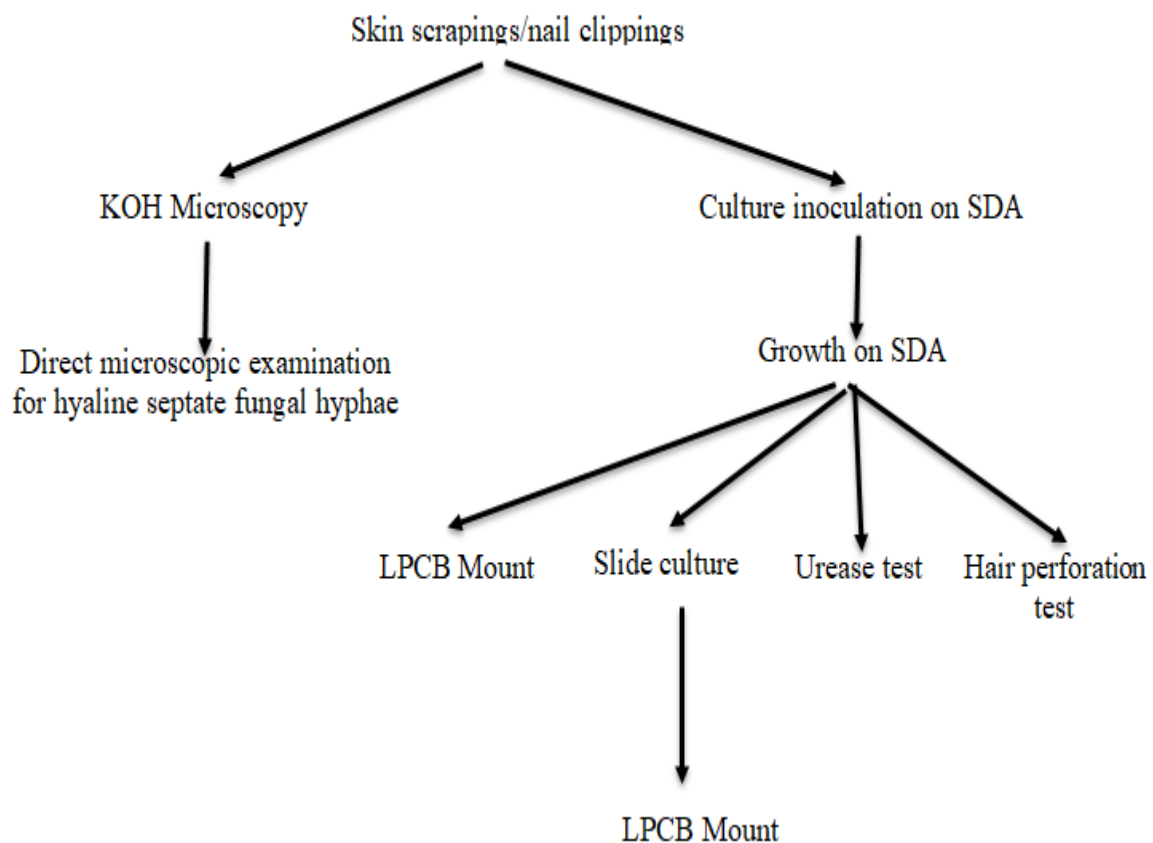 Skin scrapings/nail clippings
KOH Microscopy
Culture inoculation on SDA
Direct microscopic examination
for hyaline septate fungal hyphae
Growth on SDA
LPCB Mount
Slide culture
Urease test
Hair perforation
test
LPCB Mount